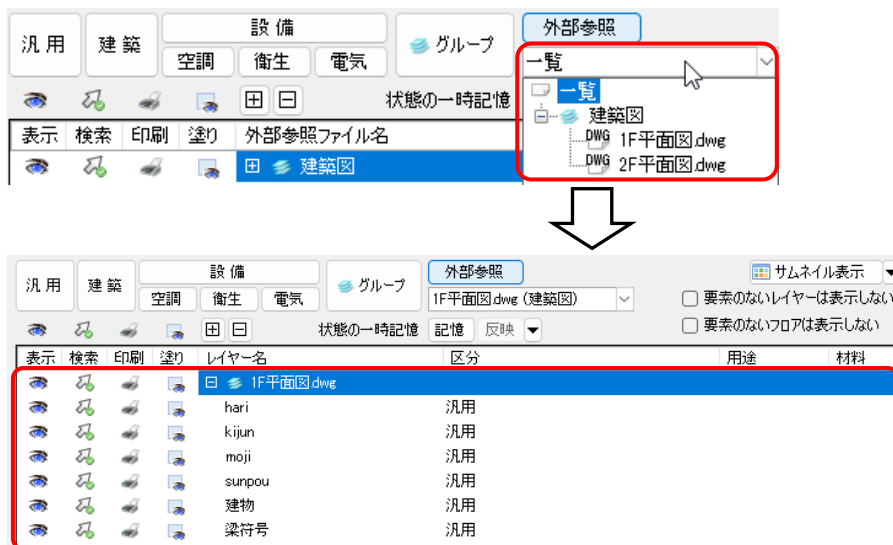 汎用 建築 設備 グループ 外部参照
空調 衛生 電気 一覧
状態の一時記憶 一覧
建築図
表示 検索 印刷 塗り 外部参照ファイル名 DWG 1F平面図.dwg
建築図 DWG 2F平面図.dwg
汎用 建築 設備 グループ 外部参照 サムネイル表示
空調 衛生 電気 1F平面図.dwg (建築図) 要素のないレイヤーは表示しない
状態の一時記憶 記憶 反映 要素のないフロアは表示しない
表示 検索 印刷 塗り レイヤー名 区分 用途 材料
1F平面図.dwg
hari 汎用
kijun 汎用
moji 汎用
sunpou 汎用
建物 汎用
梁符号 汎用